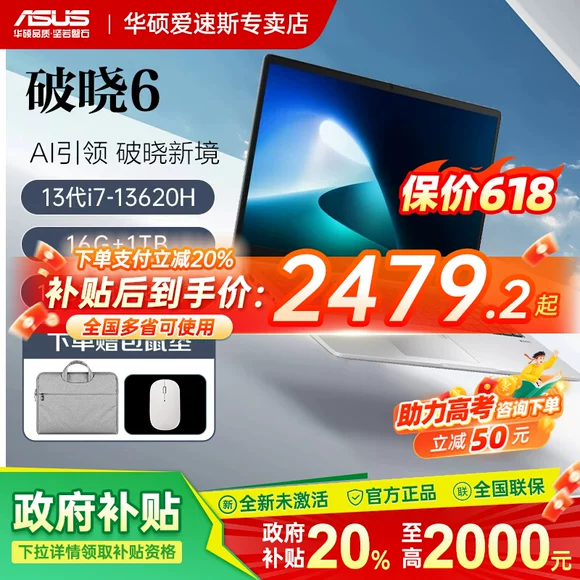 ASUS
华硕品质·坚若磐石
华硕爱速斯专卖店
破晓6
AI引领 破晓新境
13代i7-13620H
16G+1TB
下单支付立减20%
补贴后到手价:
2479.2起
全国多省可使用
下单赠包鼠垫
保价618
助力高考
咨询下单
立减50元
政府补贴
下拉详情领取补贴资格
新 全新未激活
官方正品
联 全国联保
政府补贴20%
至高2000元